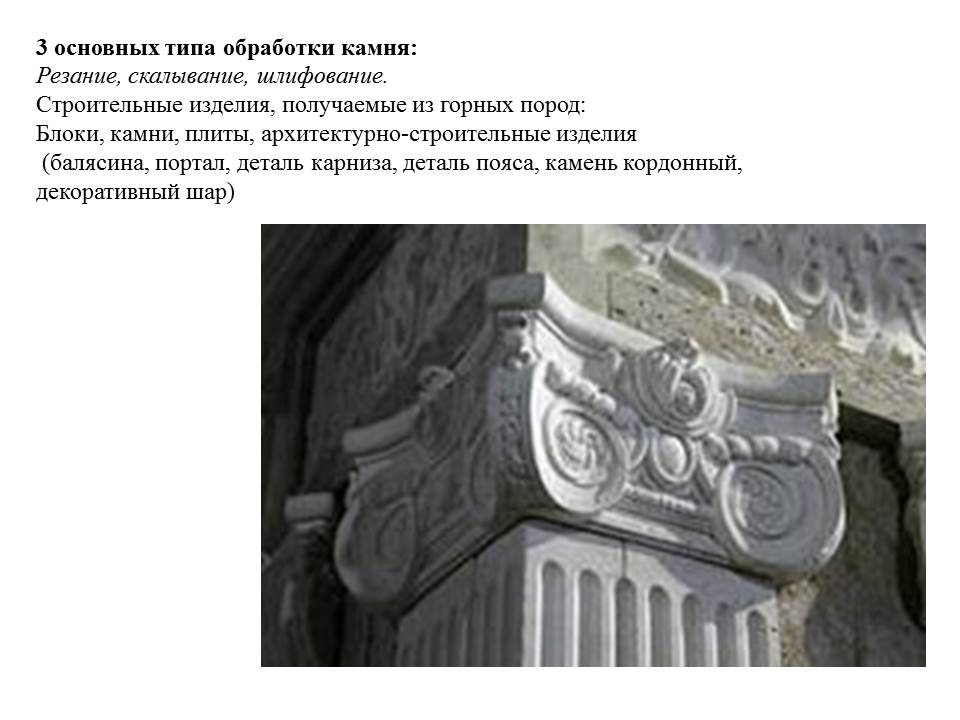 3 основных типа обработки камня:
Резание, скалывание, шлифование.
Строительные изделия, получаемые из горных пород:
Блоки, камни, плиты, архитектурно-строительные изделия
(балясина, портал, деталь карниза, деталь пояса, камень кордонный,
декоративный шар)